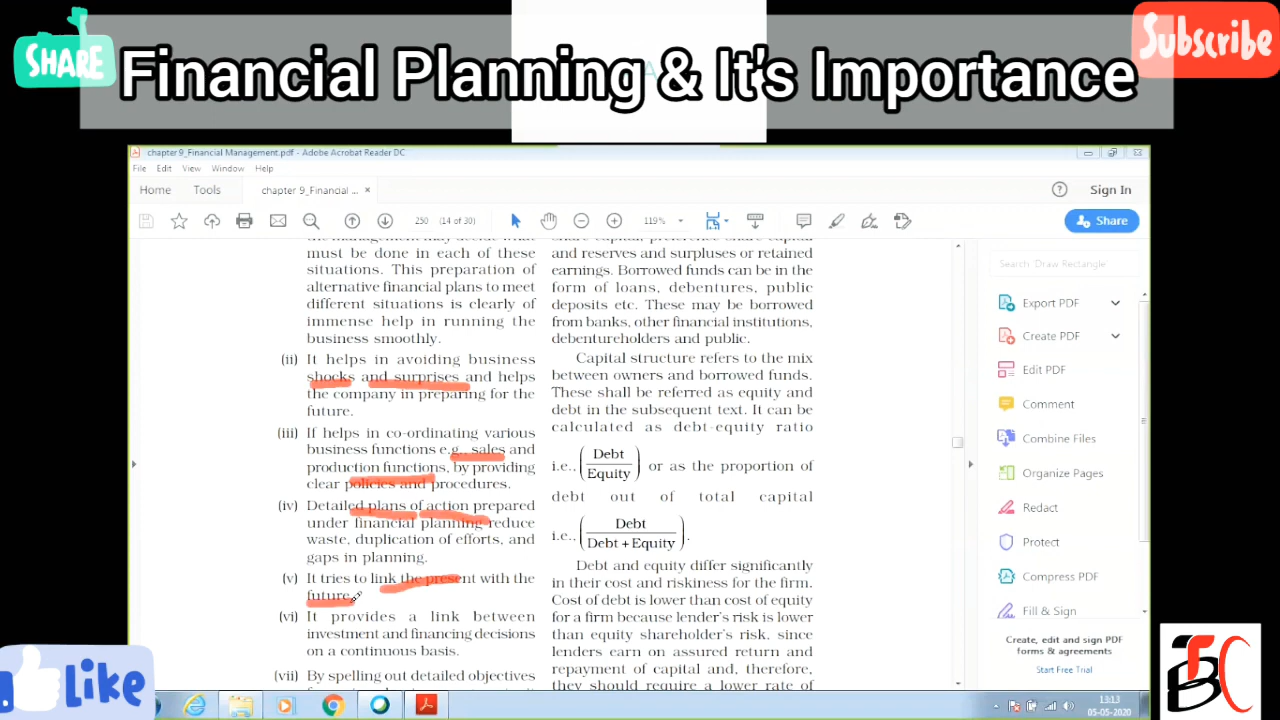 SHARE
Financial Planning & It's Importance
Subscribe
chapter 9_Financial Management.pdf - Adobe Acrobat Reader DC
File Edit View Window Help
Home Tools chapter 9_Financial ... ×
Sign In
250 (14 of 30) 119%
Share
must be done in each of these
situations. This preparation of
alternative financial plans to meet
different situations is clearly of
immense help in running the
business smoothly.
(ii) It helps in avoiding business
shocks and surprises and helps
the company in preparing for the
future.
(iii) If helps in co-ordinating various
business functions e.g., sales and
production functions, by providing
clear policies and procedures.
(iv) Detailed plans of action prepared
under financial planning reduce
waste, duplication of efforts, and
gaps in planning.
(v) It tries to link the present with the
future.
(vi) It provides a link between
investment and financing decisions
on a continuous basis.
(vii) By spelling out detailed objectives
share capital, preference share capital
and reserves and surpluses or retained
earnings. Borrowed funds can be in the
form of loans, debentures, public
deposits etc. These may be borrowed
from banks, other financial institutions,
debentureholders and public.
Capital structure refers to the mix
between owners and borrowed funds.
These shall be referred as equity and
debt in the subsequent text. It can be
calculated as debt-equity ratio
i.e., (Debt/Equity) or as the proportion of
debt out of total capital
i.e., (Debt/Debt + Equity).
Debt and equity differ significantly
in their cost and riskiness for the firm.
Cost of debt is lower than cost of equity
for a firm because lender's risk is lower
than equity shareholder's risk, since
lenders earn on assured return and
repayment of capital and, therefore,
they should require a lower rate of
Search 'Draw Rectangle'
Export PDF
Create PDF
Edit PDF
Comment
Combine Files
Organize Pages
Redact
Protect
Compress PDF
Fill & Sign
Create, edit and sign PDF
forms & agreements
Start Free Trial
Like
13:13
05-05-2020